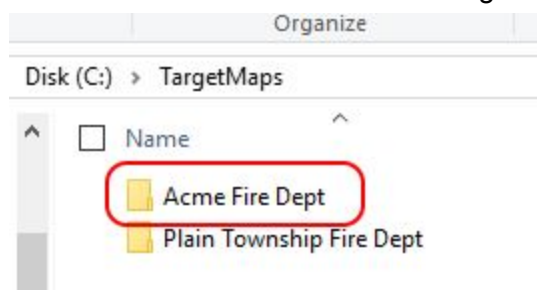 Organize
Disk (C:) > TargetMaps
Name
Acme Fire Dept
Plain Township Fire Dept